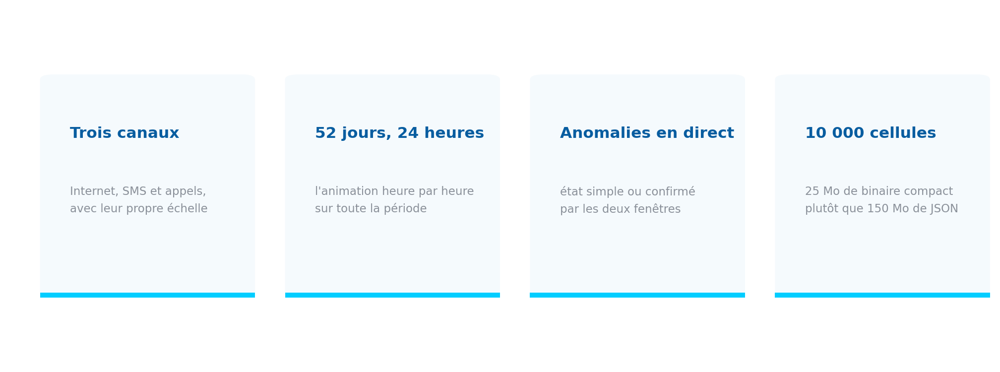 Trois canaux
Internet, SMS et appels,
avec leur propre échelle
52 jours, 24 heures
l'animation heure par heure
sur toute la période
Anomalies en direct
état simple ou confirmé
par les deux fenêtres
10 000 cellules
25 Mo de binaire compact
plutôt que 150 Mo de JSON